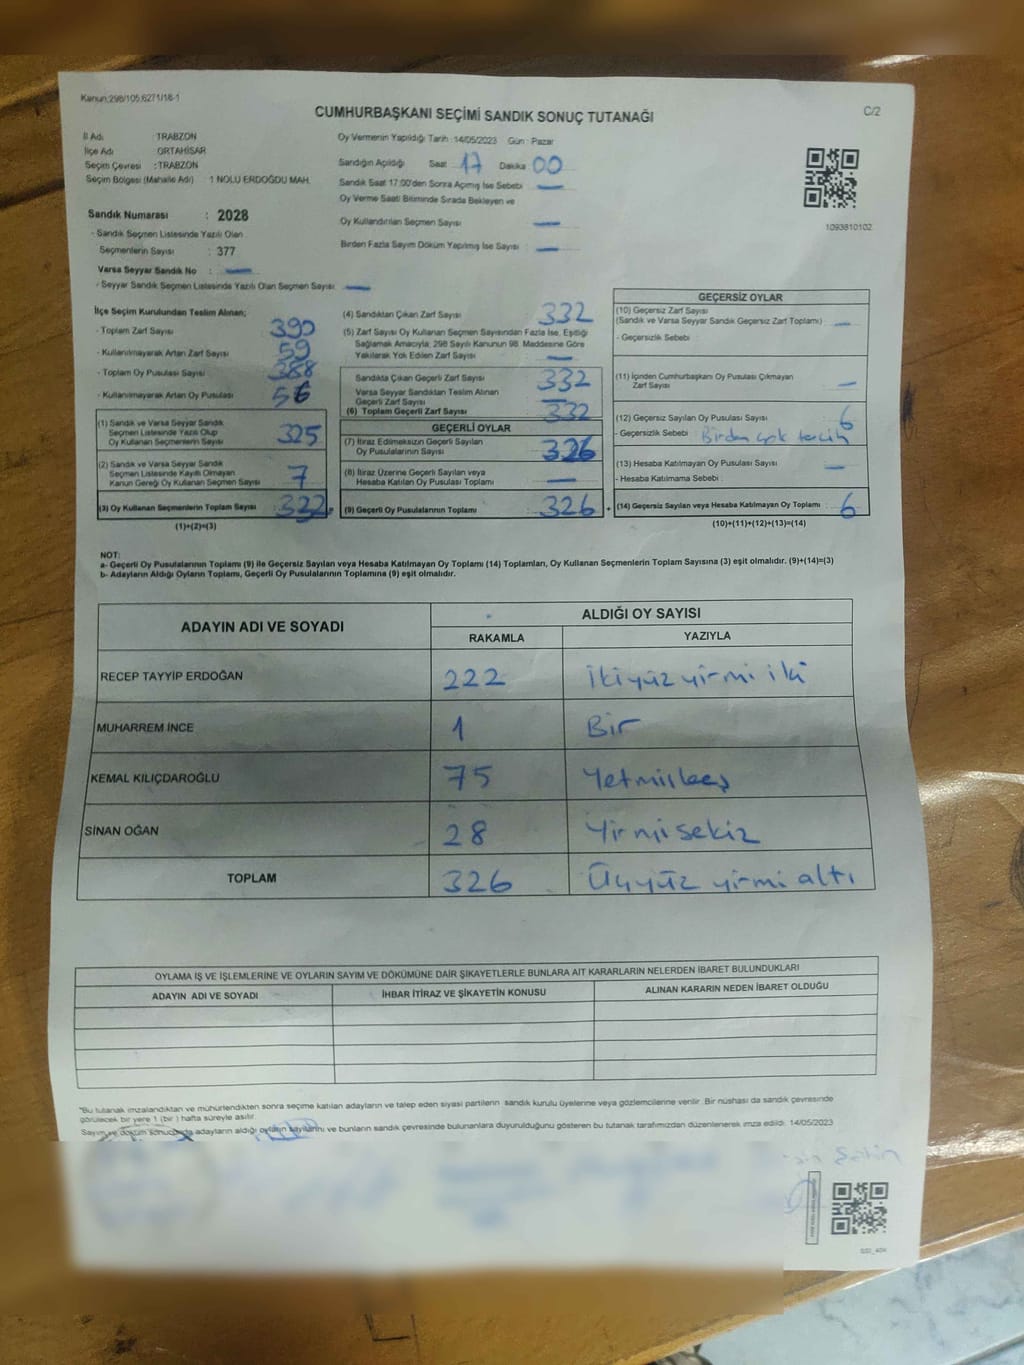 Kanun:298/105,6271/18-1
CUMHURBAŞKANI SEÇİMİ SANDIK SONUÇ TUTANAĞI
C/2
İl Adı : TRABZON
İlçe Adı : ORTAHİSAR
Seçim Çevresi : TRABZON
Seçim Bölgesi (Mahalle Adı) : 1 NOLU ERDOĞDU MAH.
Oy Vermenin Yapıldığı Tarih : 14/05/2023 Gün : Pazar
Sandığın Açıldığı Saat : 17 Dakika : 00
Sandık Saat 17:00'den Sonra Açılmış İse Sebebi : —
Oy Verme Saati Bitiminde Sırada Bekleyen ve
Oy Kullandırılan Seçmen Sayısı : —
Birden Fazla Sayım Döküm Yapılmış İse Sayısı : —
1093810102
Sandık Numarası : 2028
- Sandık Seçmen Listesinde Yazılı Olan
Seçmenlerin Sayısı : 377
Varsa Seyyar Sandık No : —
- Seyyar Sandık Seçmen Listesinde Yazılı Olan Seçmen Sayısı : —
İlçe Seçim Kurulundan Teslim Alınan;
- Toplam Zarf Sayısı : 390
- Kullanılmayarak Artan Zarf Sayısı : 59
- Toplam Oy Pusulası Sayısı : 388
- Kullanılmayarak Artan Oy Pusulası : 56
(1) Sandık ve Varsa Seyyar Sandık
Seçmen Listesinde Yazılı Olup
Oy Kullanan Seçmenlerin Sayısı : 325
(2) Sandık ve Varsa Seyyar Sandık
Seçmen Listesinde Kayıtlı Olmayan
Kanun Gereği Oy Kullanan Seçmen Sayısı : 7
(3) Oy Kullanan Seçmenlerin Toplam Sayısı : 332
(1)+(2)=(3)
(4) Sandıktan Çıkan Zarf Sayısı : 332
(5) Zarf Sayısı Oy Kullanan Seçmen Sayısından Fazla İse, Eşitliği
Sağlamak Amacıyla, 298 Sayılı Kanunun 98. Maddesine Göre
Yakılarak Yok Edilen Zarf Sayısı : —
Sandıkta Çıkan Geçerli Zarf Sayısı : 332
Varsa Seyyar Sandıktan Teslim Alınan
Geçerli Zarf Sayısı : —
(6) Toplam Geçerli Zarf Sayısı : 332
GEÇERLİ OYLAR
(7) İtiraz Edilmeksizin Geçerli Sayılan
Oy Pusulalarının Sayısı : 326
(8) İtiraz Üzerine Geçerli Sayılan veya
Hesaba Katılan Oy Pusulası Toplamı : —
(9) Geçerli Oy Pusulalarının Toplamı : 326
+
GEÇERSİZ OYLAR
(10) Geçersiz Zarf Sayısı
(Sandık ve Varsa Seyyar Sandık Geçersiz Zarf Toplamı) : —
- Geçersizlik Sebebi :
(11) İçinden Cumhurbaşkanı Oy Pusulası Çıkmayan
Zarf Sayısı : —
(12) Geçersiz Sayılan Oy Pusulası Sayısı : 6
- Geçersizlik Sebebi : Birden çok tercih
(13) Hesaba Katılmayan Oy Pusulası Sayısı : —
- Hesaba Katılmama Sebebi :
(14) Geçersiz Sayılan veya Hesaba Katılmayan Oy Toplamı : 6
(10)+(11)+(12)+(13)=(14)
NOT:
a- Geçerli Oy Pusulalarının Toplamı (9) ile Geçersiz Sayılan veya Hesaba Katılmayan Oy Toplamı (14) Toplamları, Oy Kullanan Seçmenlerin Toplam Sayısına (3) eşit olmalıdır. (9)+(14)=(3)
b- Adayların Aldığı Oyların Toplamı, Geçerli Oy Pusulalarının Toplamına (9) eşit olmalıdır.
ADAYIN ADI VE SOYADI
ALDIĞI OY SAYISI
RAKAMLA YAZIYLA
RECEP TAYYİP ERDOĞAN 222 İkiyüzyirmi iki
MUHARREM İNCE 1 Bir
KEMAL KILIÇDAROĞLU 75 Yetmişbeş
SİNAN OĞAN 28 Yirmisekiz
TOPLAM 326 Üçyüz yirmi altı
OYLAMA İŞ VE İŞLEMLERİNE VE OYLARIN SAYIM VE DÖKÜMÜNE DAİR ŞİKAYETLERLE BUNLARA AİT KARARLARIN NELERDEN İBARET BULUNDUKLARI
ADAYIN ADI VE SOYADI İHBAR İTİRAZ VE ŞİKAYETİN KONUSU ALINAN KARARIN NEDEN İBARET OLDUĞU
*Bu tutanak imzalandıktan ve mühürlendikten sonra seçime katılan adayların ve talep eden siyasi partilerin sandık kurulu üyelerine veya gözlemcilerine verilir. Bir nüshası da sandık çevresinde
görülecek bir yere 1 (bir ) hafta süreyle asılır.
Sayım ve döküm sonucunda adayların aldığı oyların sayılarını ve bunların sandık çevresinde bulunanlara duyurulduğunu gösteren bu tutanak tarafımızdan düzenlenerek imza edildi. 14/05/2023